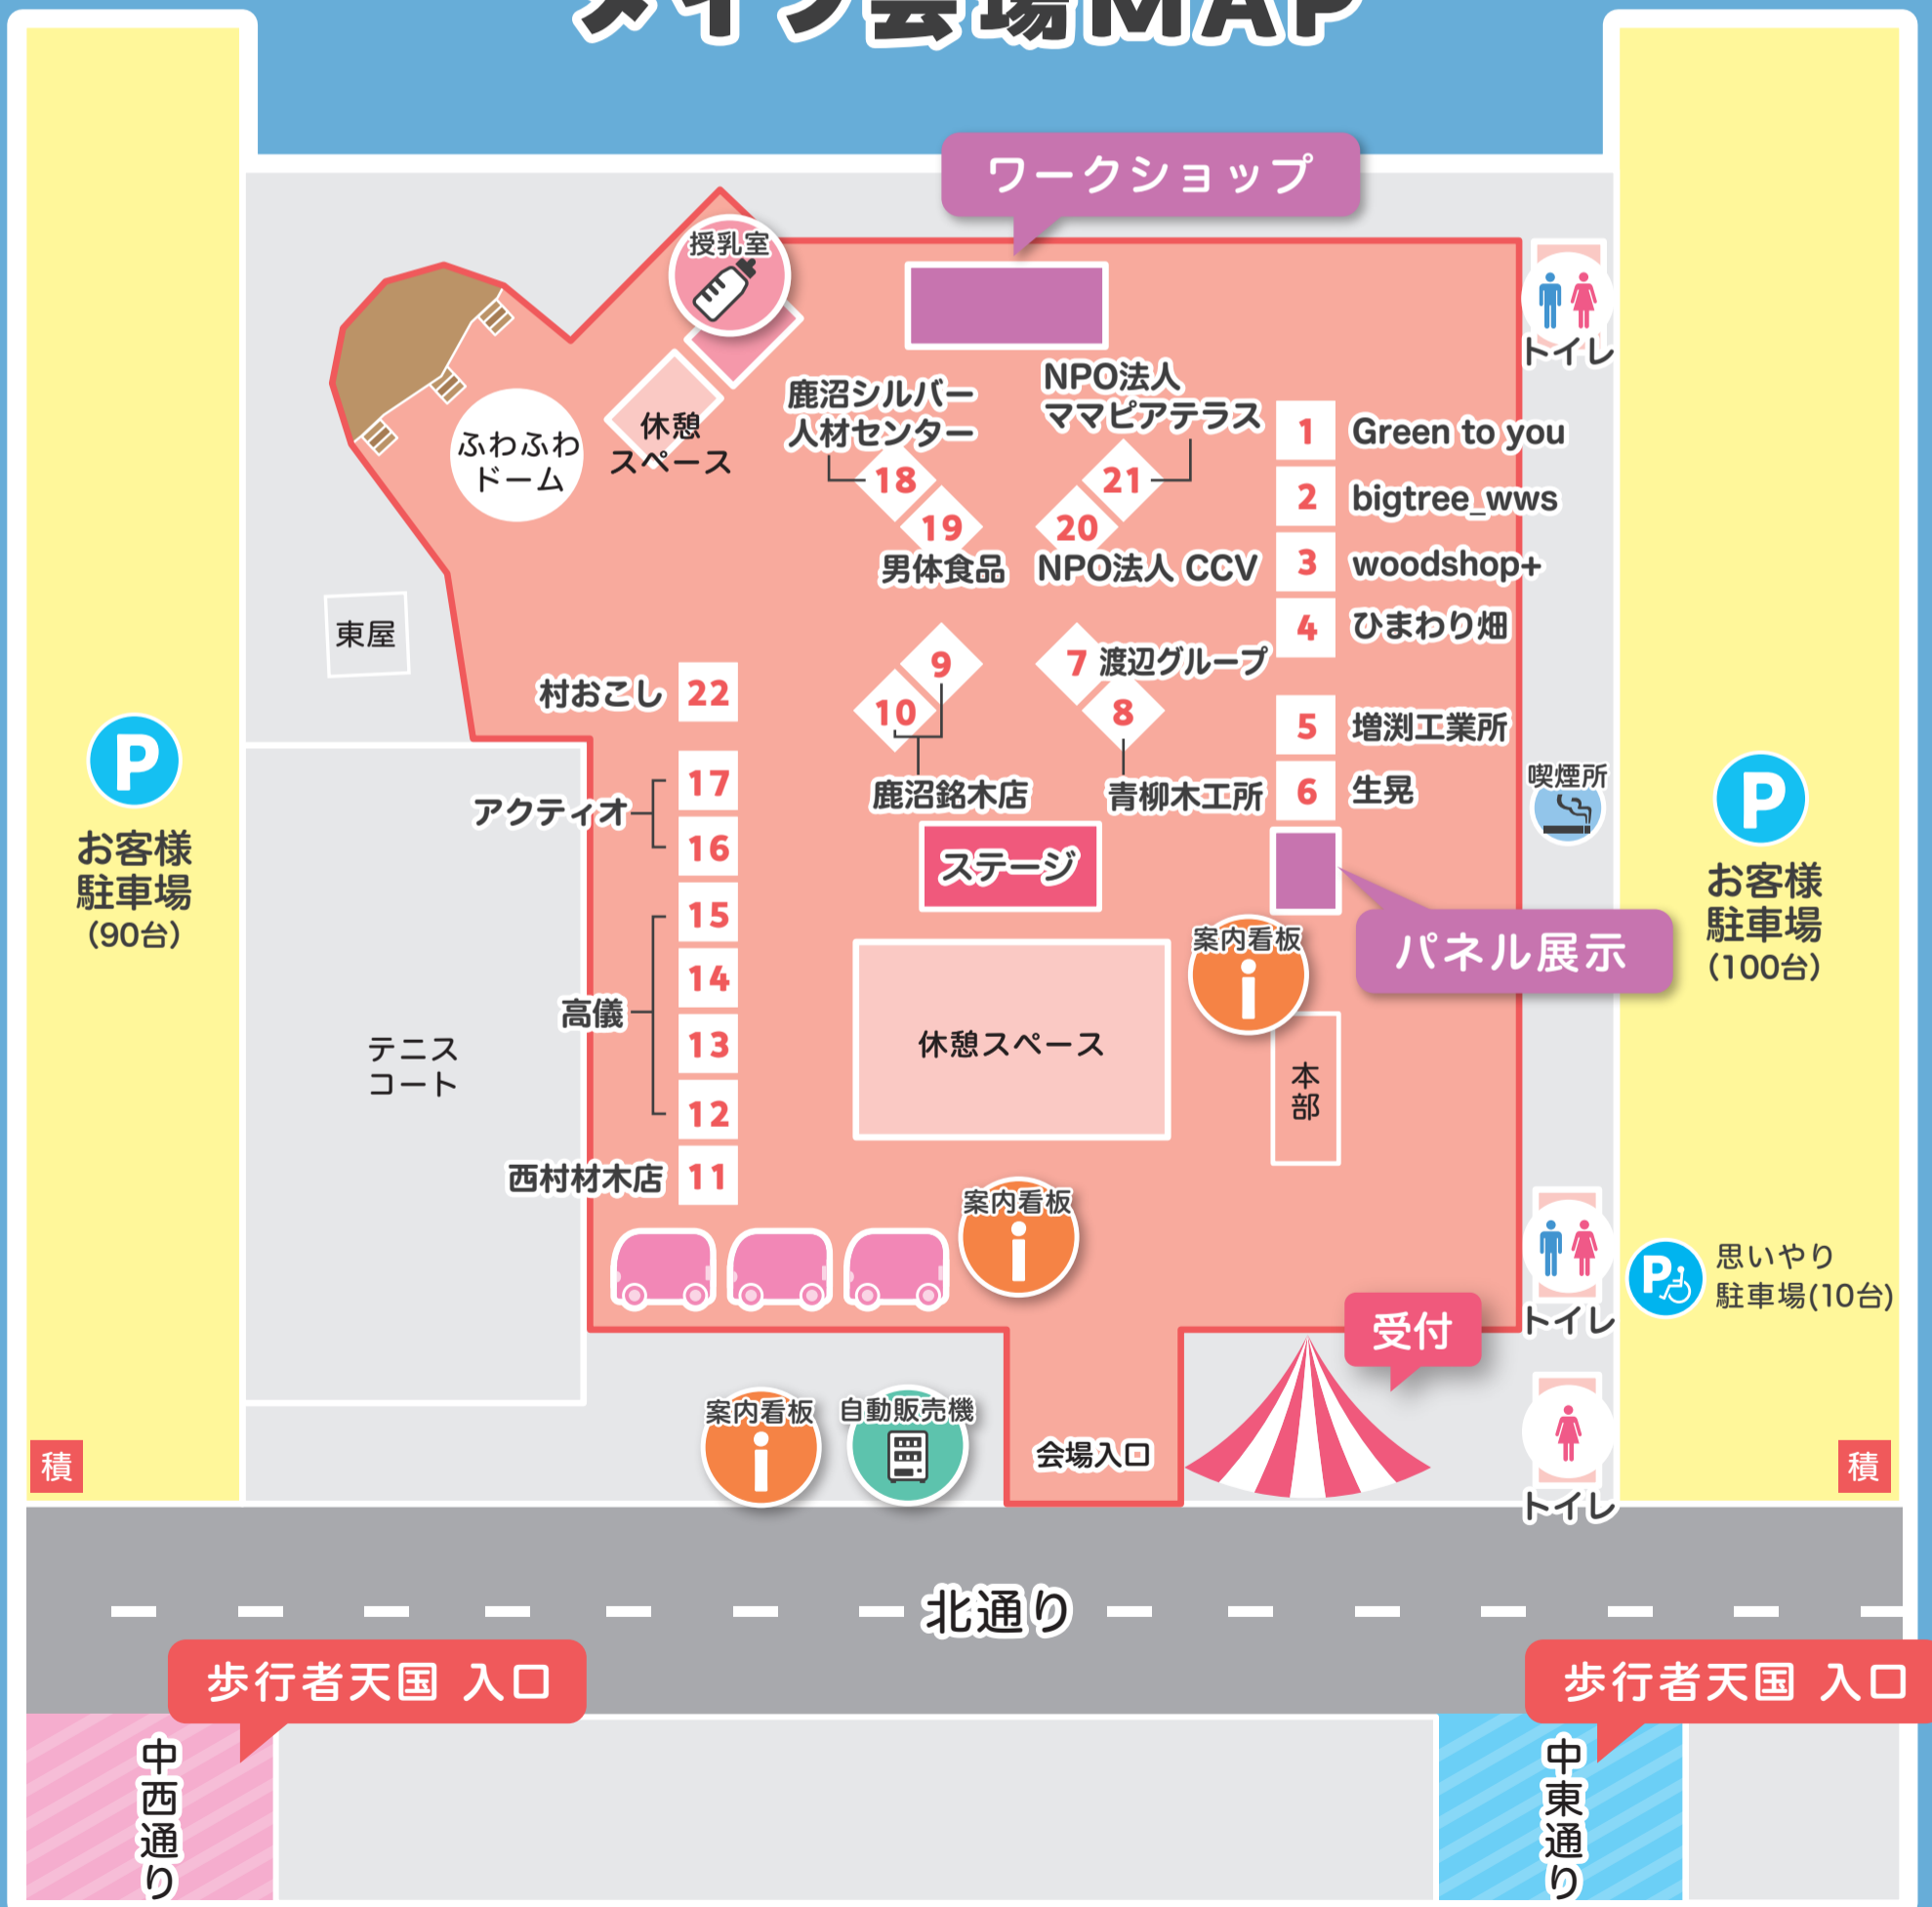 メイン会場MAP
ワークショップ
授乳室
トイレ
ふわふわ
ドーム
休憩
スペース
鹿沼シルバー
人材センター
NPO法人
ママピアテラス
18
19
男体食品
21
20
NPO法人 CCV
1 Green to you
2 bigtree_wws
3 woodshop+
4 ひまわり畑
東屋
村おこし 22
9
10
鹿沼銘木店
7 渡辺グループ
8
青柳木工所
5 増渕工業所
6 生晃
喫煙所
P
お客様
駐車場
(90台)
P
お客様
駐車場
(100台)
アクティオ
17
16
ステージ
高儀
15
14
13
12
西村材木店 11
案内看板
パネル展示
テニス
コート
休憩スペース
本部
案内看板
トイレ
P
思いやり
駐車場(10台)
受付
案内看板
自動販売機
会場入口
トイレ
積
積
北通り
歩行者天国 入口
歩行者天国 入口
中西通り
中東通り